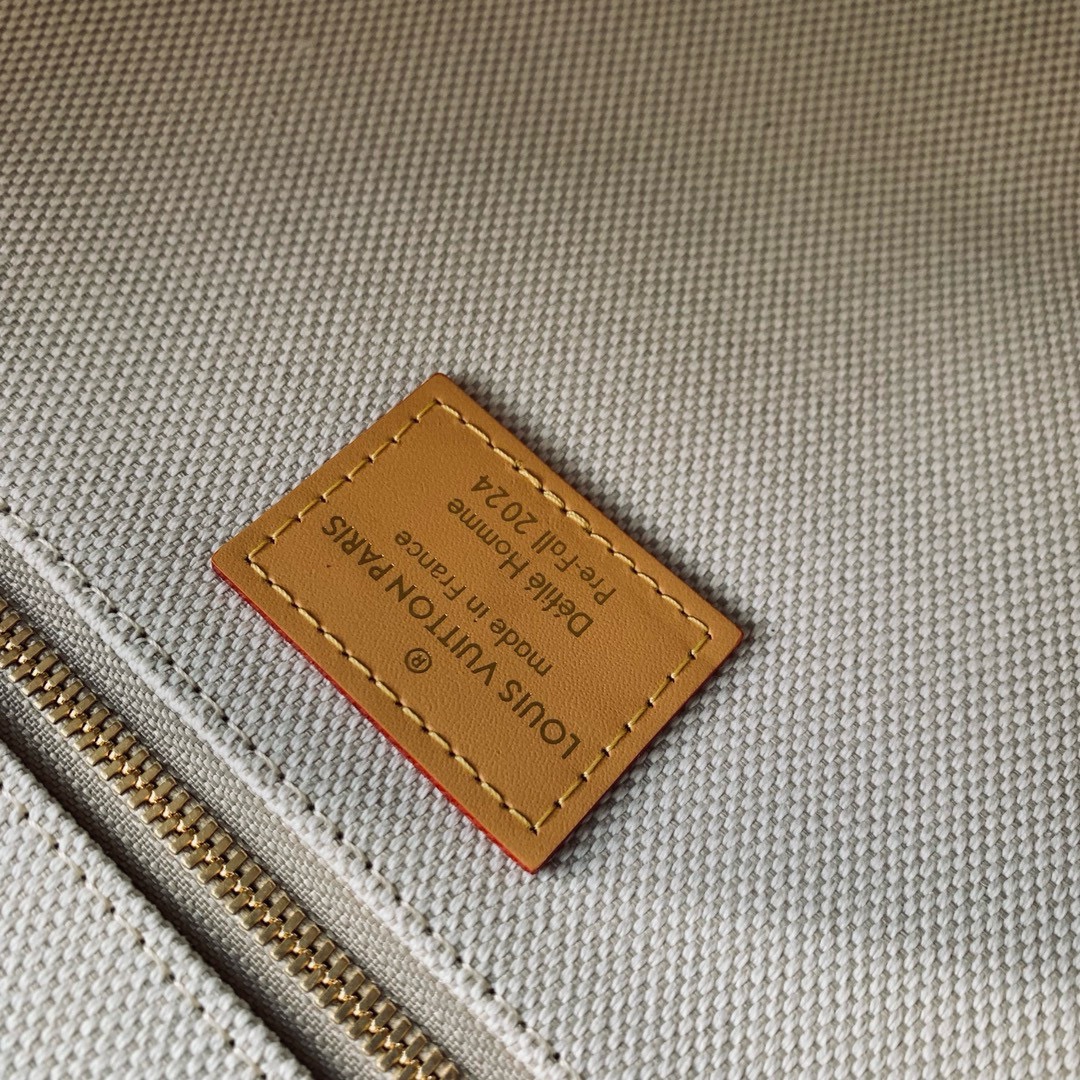 ®
LOUIS VUITTON PARIS
made in France
Défilé Homme
Pre-Fall 2024